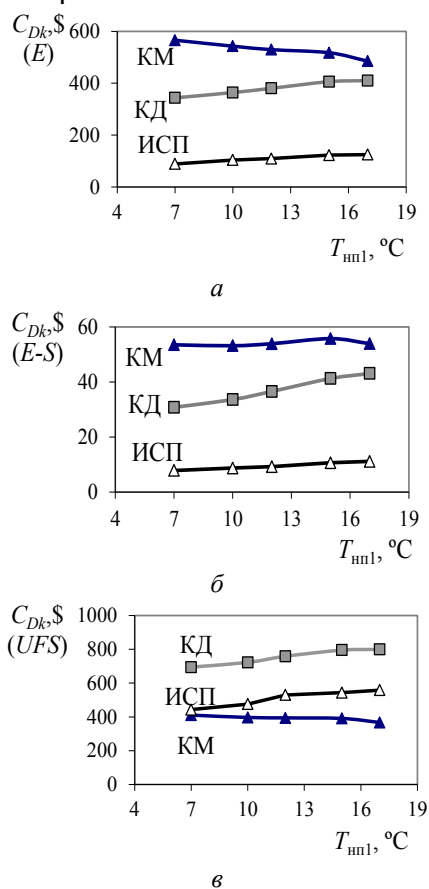 C_Dk,$
(E)
600
400
200
0
КМ
КД
ИСП
4 7 10 13 16 19
T_нп1, ºC
а
C_Dk,$
(E-S)
60
40
20
0
КМ
КД
ИСП
4 7 10 13 16 19
T_нп1, ºC
б
C_Dk,$
(UFS)
1000
800
600
400
200
0
КД
ИСП
КМ
4 7 10 13 16 19
T_нп1, ºC
в